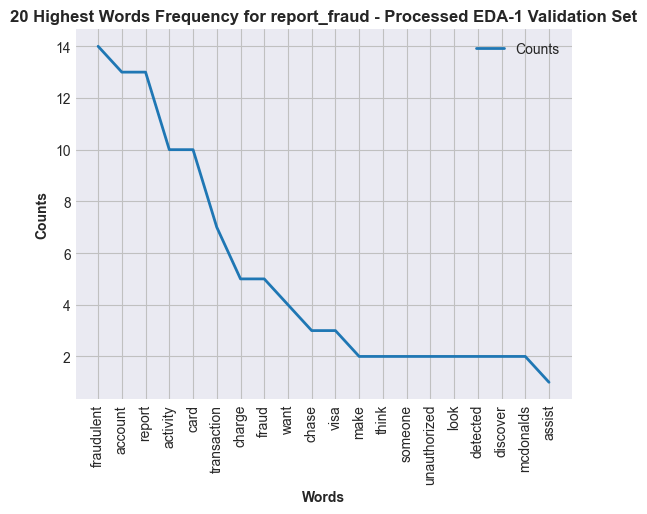 20 Highest Words Frequency for report_fraud - Processed EDA-1 Validation Set
Counts
14
12
10
8
6
4
2
Counts
fraudulent
account
report
activity
card
transaction
charge
fraud
want
chase
visa
make
think
someone
unauthorized
look
detected
discover
mcdonalds
assist
Words